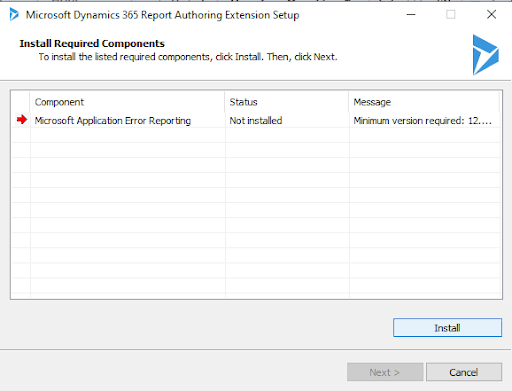 Microsoft Dynamics 365 Report Authoring Extension Setup
Install Required Components
To install the listed required components, click Install. Then, click Next.
Component Status Message
Microsoft Application Error Reporting Not installed Minimum version required: 12....
Install
Next > Cancel